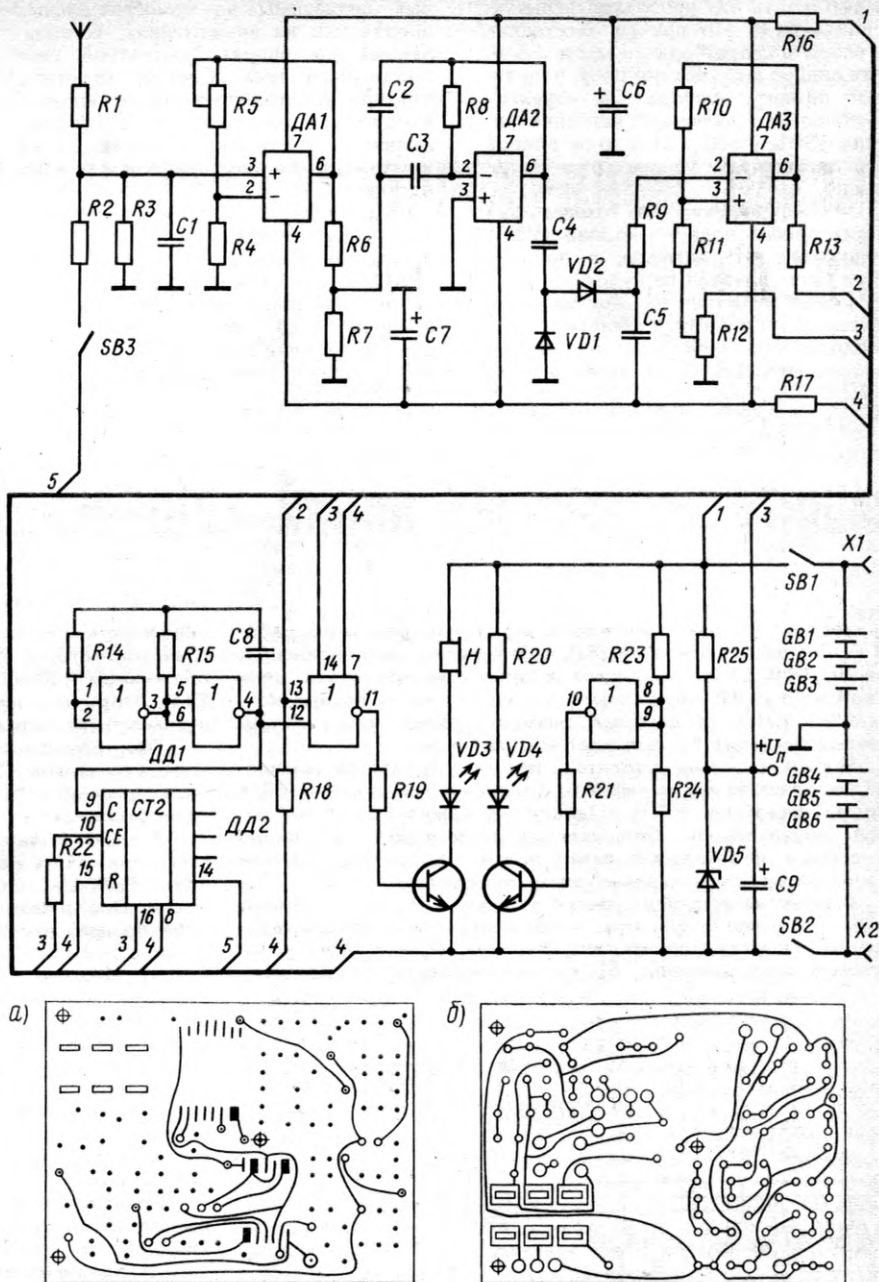 R16
1
R1
R5
C2
R8
C6
R10
ДА1
7
ДА2
7
ДА3
7
3
+
2
−
6
4
C3
2
−
3
+
6
4
2
−
3
+
6
4
R2
R3
C1
R4
R6
C4
R9
R11
R13
VD2
R7
+
C7
VD1
C5
R12
2
3
SB3
R17
4
5
2
3
4
1
3
X1
SB1
R14
R15
C8
14
7
H
R20
R23
R25
GB1
GB2
GB3
1
2
1
3
5
6
1
4
13
12
1
11
10
1
8
9
ДД1
VD3
VD4
+Uп
GB4
GB5
GB6
R18
R19
R21
R24
9
C
CT2
10
CE
ДД2
R22
15
R
14
16
8
VD5
+
C9
3
4
3
4
5
4
4
SB2
X2
а)
б)